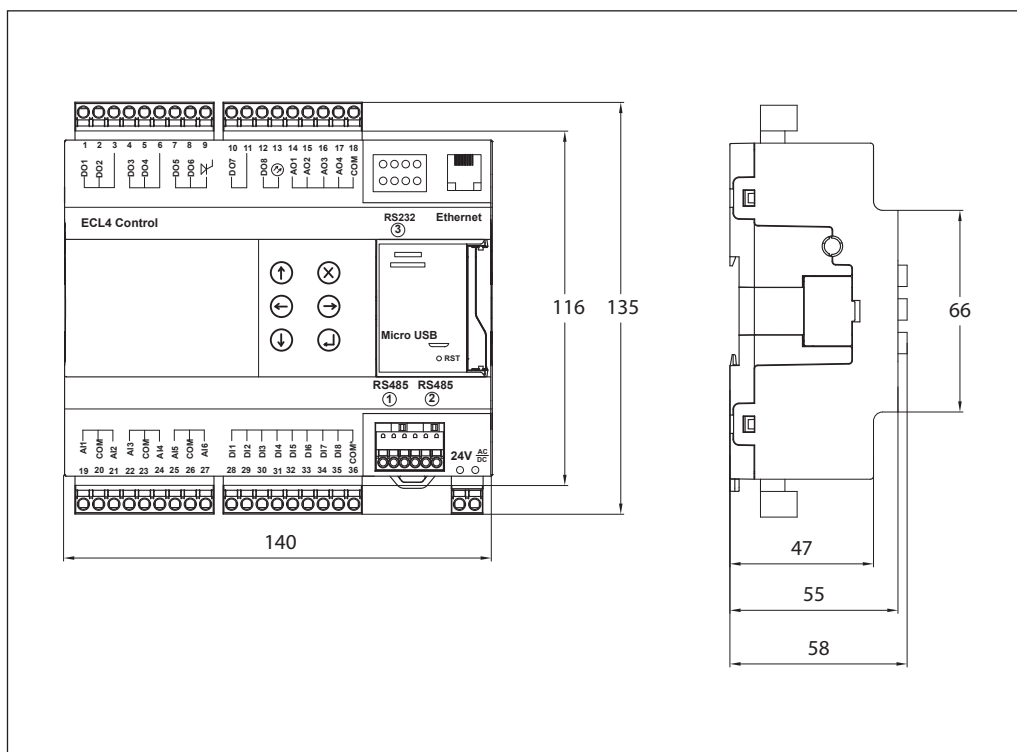 1 2 3 4 5 6 7 8 9 10 11 12 13 14 15 16 17 18
DO1 DO2 DO3 DO4 DO5 DO6 DO7 DO8 AO1 AO2 AO3 AO4 COM
ECL4 Control
RS232
3
Ethernet
Micro USB
RST
RS485 RS485
1 2
24V AC
DC
AI1 COM AI2 AI3 COM AI4 AI5 COM AI6 DI1 DI2 DI3 DI4 DI5 DI6 DI7 DI8 COM'
19 20 21 22 23 24 25 26 27 28 29 30 31 32 33 34 35 36
116
135
140
66
47
55
58